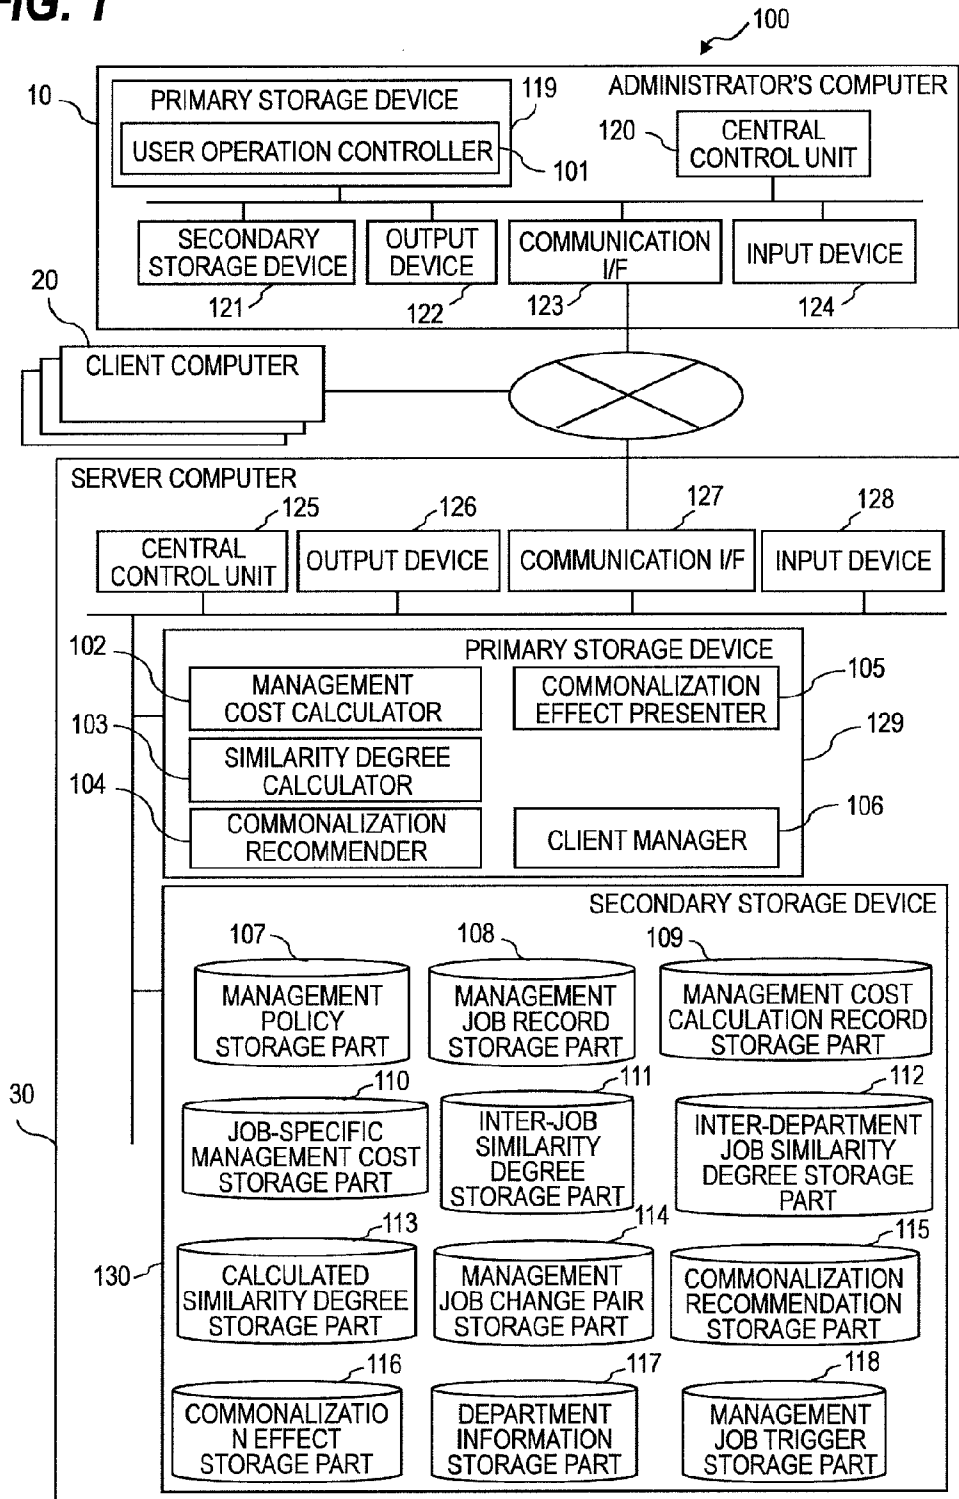 FIG. 1
100
10
PRIMARY STORAGE DEVICE
119
USER OPERATION CONTROLLER
101
ADMINISTRATOR'S COMPUTER
120
CENTRAL
CONTROL UNIT
SECONDARY
STORAGE DEVICE
121
OUTPUT
DEVICE
122
COMMUNICATION
I/F
123
INPUT DEVICE
124
20
CLIENT COMPUTER
SERVER COMPUTER
125
CENTRAL
CONTROL UNIT
126
OUTPUT DEVICE
127
COMMUNICATION I/F
128
INPUT DEVICE
PRIMARY STORAGE DEVICE
102
MANAGEMENT
COST CALCULATOR
105
COMMONALIZATION
EFFECT PRESENTER
129
103
SIMILARITY DEGREE
CALCULATOR
104
COMMONALIZATION
RECOMMENDER
106
CLIENT MANAGER
SECONDARY STORAGE DEVICE
107
MANAGEMENT
POLICY
STORAGE PART
108
MANAGEMENT
JOB RECORD
STORAGE PART
109
MANAGEMENT COST
CALCULATION RECORD
STORAGE PART
30
110
JOB-SPECIFIC
MANAGEMENT COST
STORAGE PART
111
INTER-JOB
SIMILARITY
DEGREE
STORAGE PART
112
INTER-DEPARTMENT
JOB SIMILARITY
DEGREE STORAGE
PART
130
113
CALCULATED
SIMILARITY DEGREE
STORAGE PART
114
MANAGEMENT
JOB CHANGE PAIR
STORAGE PART
115
COMMONALIZATION
RECOMMENDATION
STORAGE PART
116
COMMONALIZATIO
N EFFECT
STORAGE PART
117
DEPARTMENT
INFORMATION
STORAGE PART
118
MANAGEMENT
JOB TRIGGER
STORAGE PART